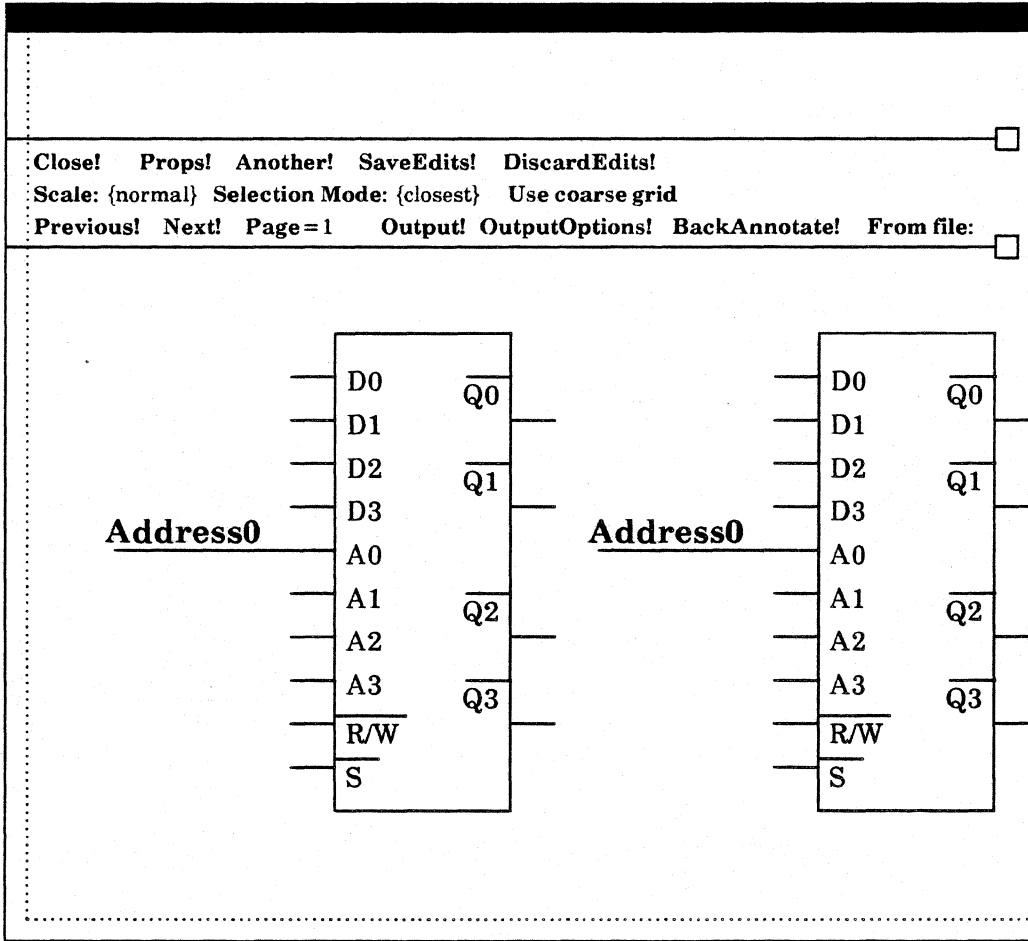 Close! Props! Another! SaveEdits! DiscardEdits!
Scale: {normal} Selection Mode: {closest} Use coarse grid
Previous! Next! Page=1 Output! OutputOptions! BackAnnotate! From file:
D0 Q0
D1
D2 Q1
D3
Address0
A0
A1 Q2
A2
A3 Q3
R/W
S
D0 Q0
D1
D2 Q1
D3
Address0
A0
A1 Q2
A2
A3 Q3
R/W
S